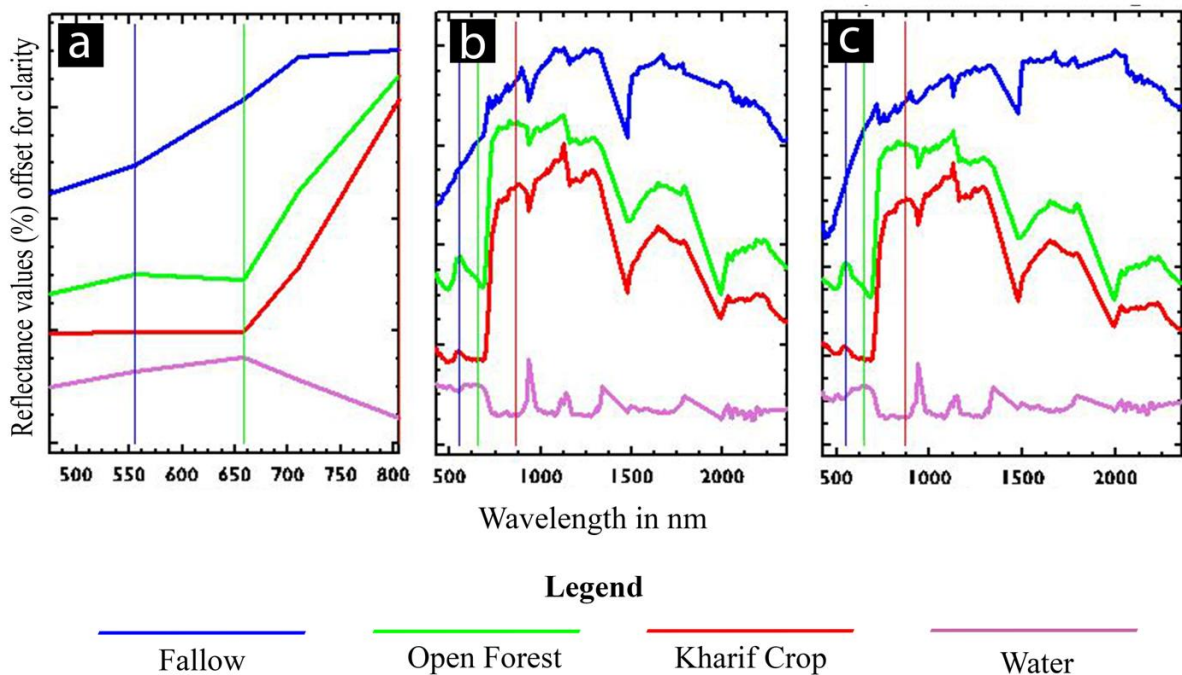 a
b
c
Reflectance values (%) offset for clarity
500 550 600 650 700 750 800
500 1000 1500 2000
500 1000 1500 2000
Wavelength in nm
Legend
Fallow
Open Forest
Kharif Crop
Water